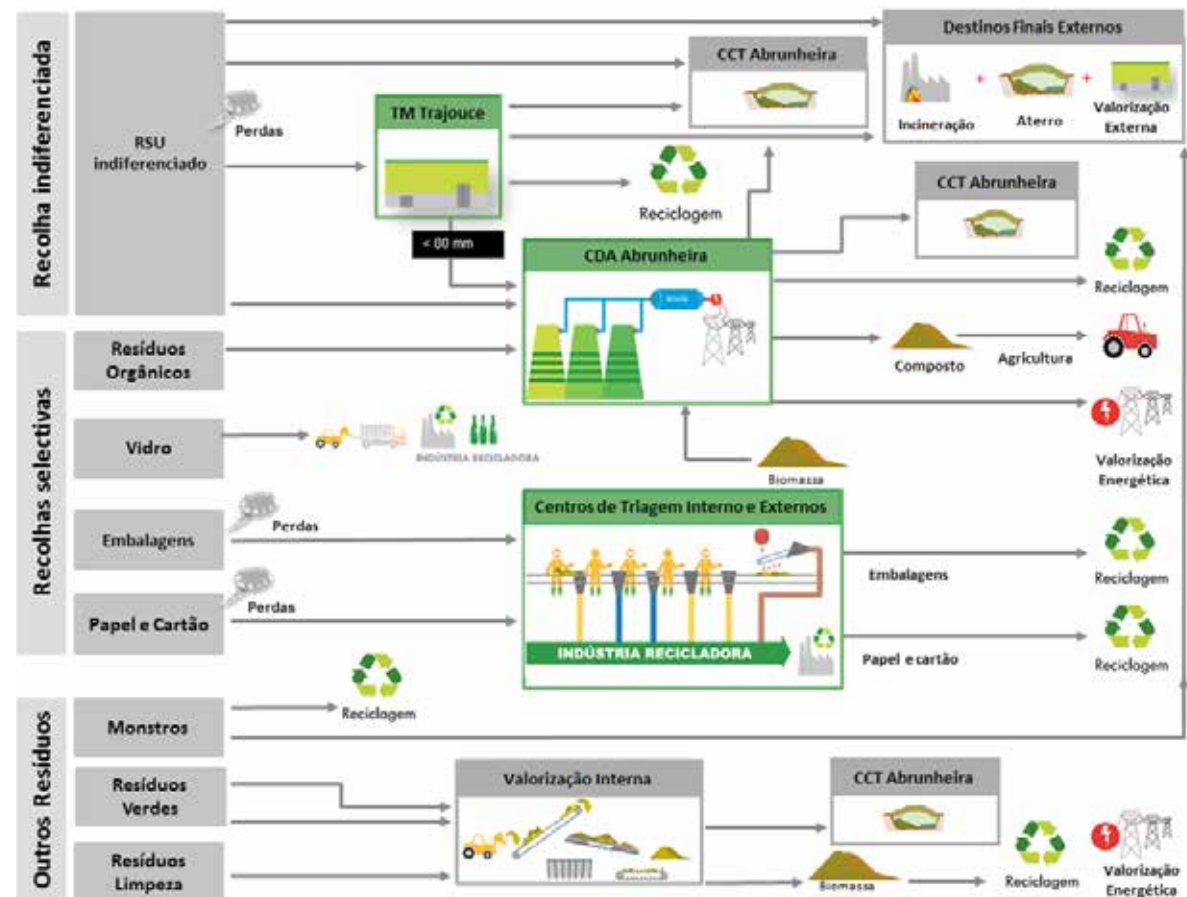 Recolha indiferenciada
RSU
indiferenciado
Perdas
TM Trajouce
< 80 mm
CCT Abrunheira
Destinos Finais Externos
Incineração
+
Aterro
+
Valorização
Externa
Reciclagem
CCT Abrunheira
CDA Abrunheira
Reciclagem
Composto
Agricultura
Valorização
Energética
Biomassa
Recolhas selectivas
Resíduos
Orgânicos
Vidro
INDÚSTRIA RECICLADORA
Embalagens
Perdas
Papel e Cartão
Perdas
Centros de Triagem Interno e Externos
INDÚSTRIA RECICLADORA
Embalagens
Reciclagem
Papel e cartão
Reciclagem
Outros Resíduos
Monstros
Reciclagem
Resíduos
Verdes
Resíduos
Limpeza
Valorização Interna
CCT Abrunheira
Biomassa
Reciclagem
Valorização
Energética